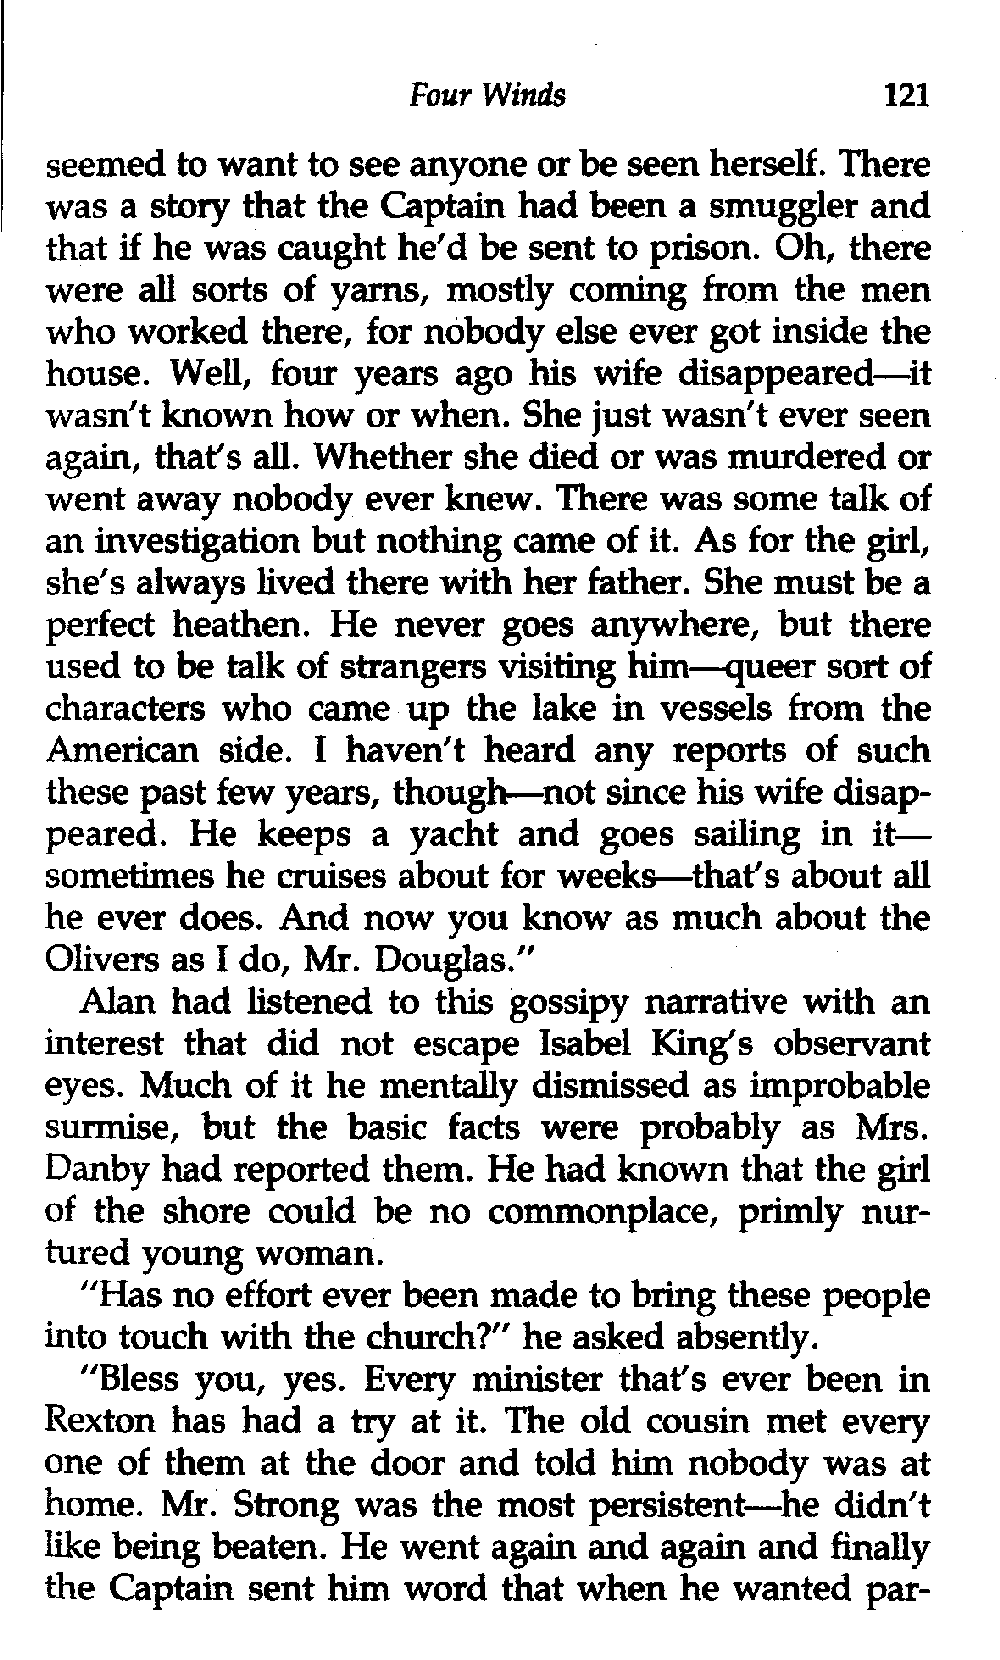 Four Winds 121
seemed to want to see anyone or be seen herself. There
was a story that the Captain had been a smuggler and
that if he was caught he'd be sent to prison. Oh, there
were all sorts of yarns, mostly coming from the men
who worked there, for nobody else ever got inside the
house. Well, four years ago his wife disappeared—it
wasn't known how or when. She just wasn't ever seen
again, that's all. Whether she died or was murdered or
went away nobody ever knew. There was some talk of
an investigation but nothing came of it. As for the girl,
she's always lived there with her father. She must be a
perfect heathen. He never goes anywhere, but there
used to be talk of strangers visiting him—queer sort of
characters who came up the lake in vessels from the
American side. I haven't heard any reports of such
these past few years, though—not since his wife disap-
peared. He keeps a yacht and goes sailing in it—
sometimes he cruises about for weeks—that's about all
he ever does. And now you know as much about the
Olivers as I do, Mr. Douglas."
Alan had listened to this gossipy narrative with an
interest that did not escape Isabel King's observant
eyes. Much of it he mentally dismissed as improbable
surmise, but the basic facts were probably as Mrs.
Danby had reported them. He had known that the girl
of the shore could be no commonplace, primly nur-
tured young woman.
"Has no effort ever been made to bring these people
into touch with the church?" he asked absently.
"Bless you, yes. Every minister that's ever been in
Rexton has had a try at it. The old cousin met every
one of them at the door and told him nobody was at
home. Mr. Strong was the most persistent—he didn't
like being beaten. He went again and again and finally
the Captain sent him word that when he wanted par-